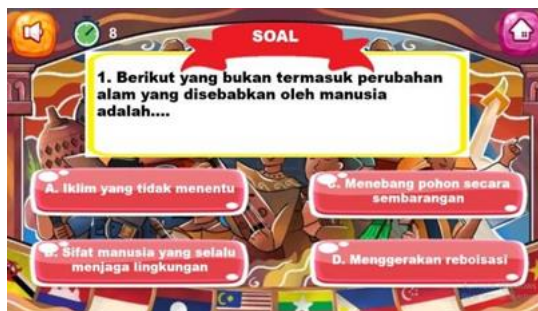 8
SOAL
1. Berikut yang bukan termasuk perubahan
alam yang disebabkan oleh manusia
adalah....
A. Iklim yang tidak menentu
C. Menebang pohon secara
sembarangan
B. Sifat manusia yang selalu
menjaga lingkungan
D. Menggerakan reboisasi